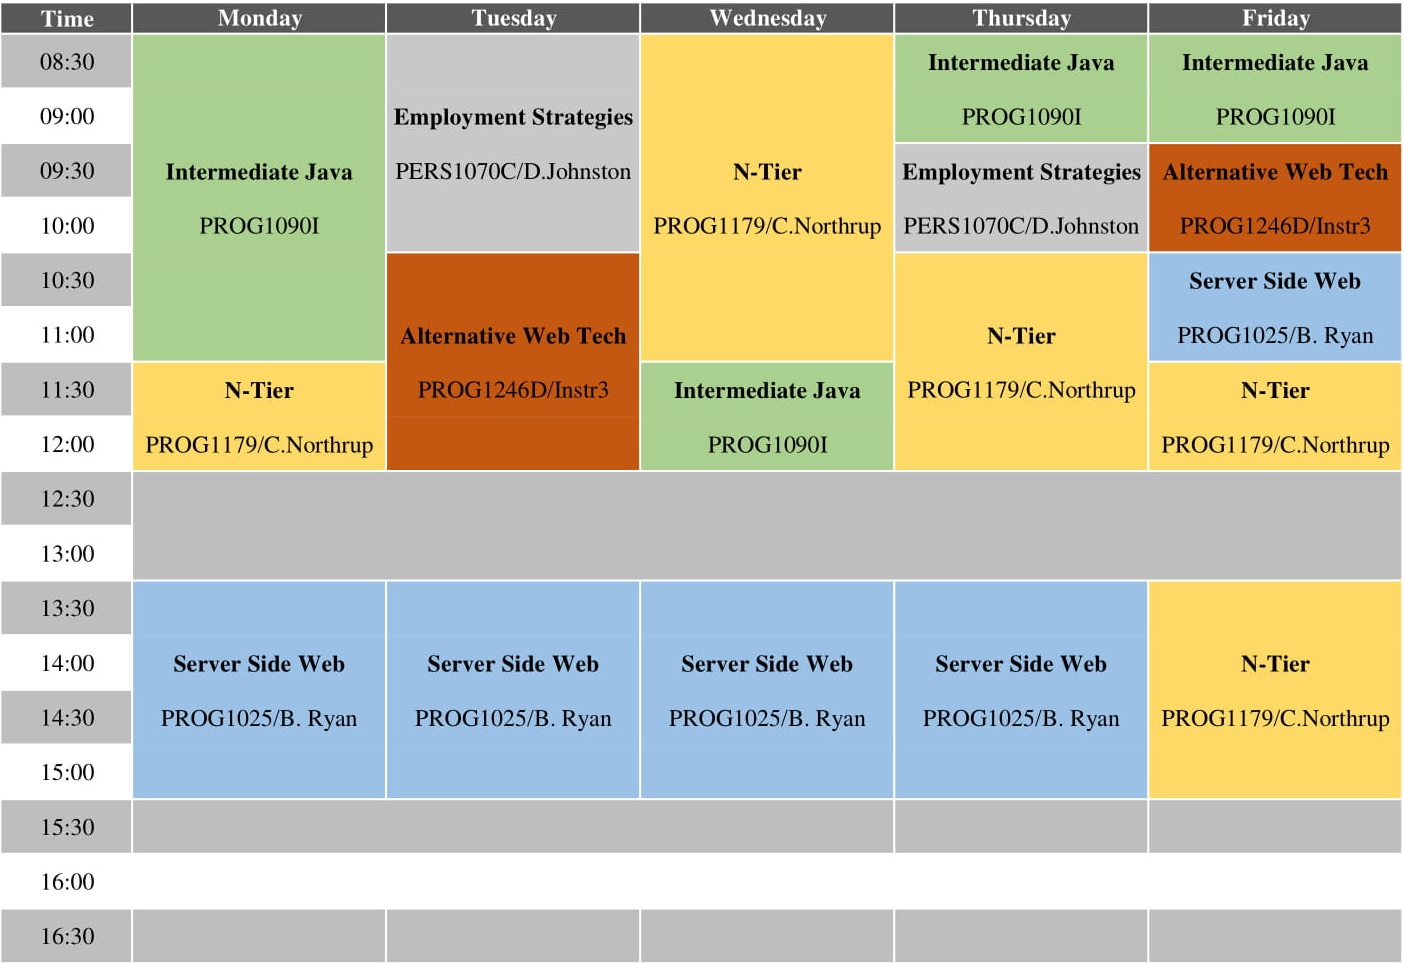 Time Monday Tuesday Wednesday Thursday Friday
08:30 Intermediate Java Intermediate Java
09:00 Employment Strategies PROG1090I PROG1090I
09:30 Intermediate Java PERS1070C/D.Johnston N-Tier Employment Strategies Alternative Web Tech
10:00 PROG1090I PROG1179/C.Northrup PERS1070C/D.Johnston PROG1246D/Instr3
10:30 Server Side Web
11:00 Alternative Web Tech N-Tier PROG1025/B. Ryan
11:30 N-Tier PROG1246D/Instr3 Intermediate Java PROG1179/C.Northrup N-Tier
12:00 PROG1179/C.Northrup PROG1090I PROG1179/C.Northrup
12:30
13:00
13:30
14:00 Server Side Web Server Side Web Server Side Web Server Side Web N-Tier
14:30 PROG1025/B. Ryan PROG1025/B. Ryan PROG1025/B. Ryan PROG1025/B. Ryan PROG1179/C.Northrup
15:00
15:30
16:00
16:30